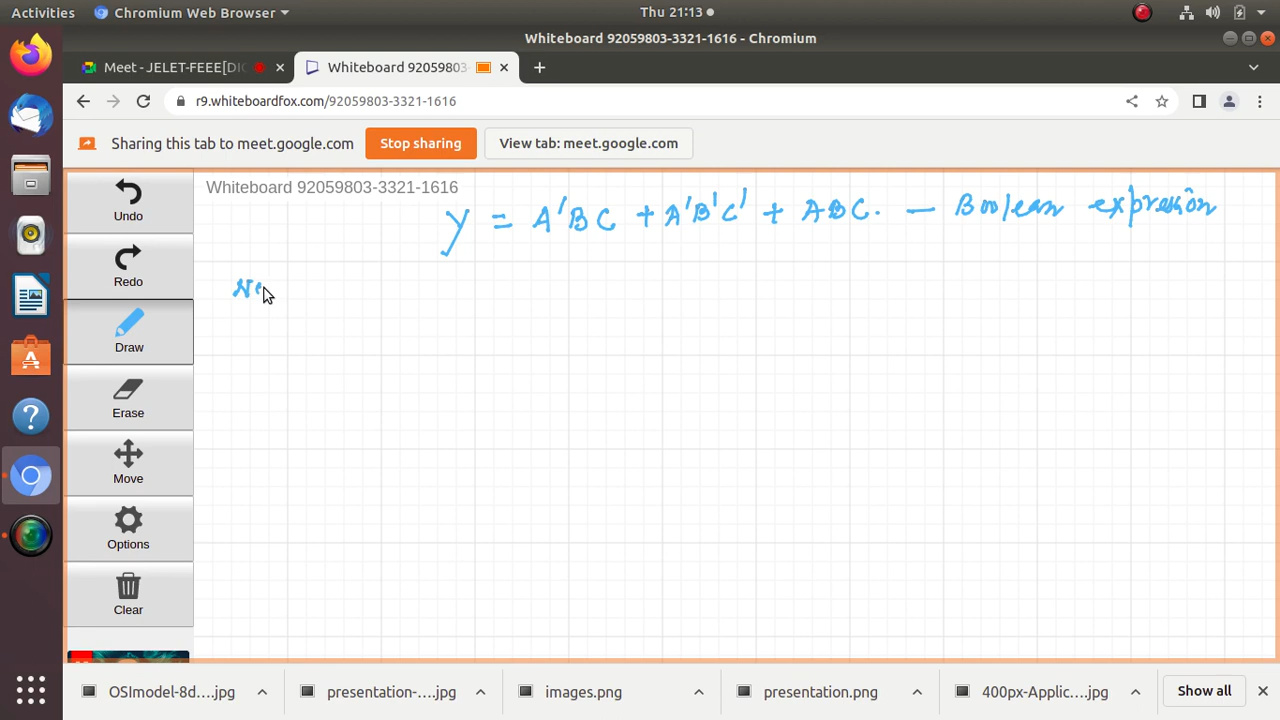 Activities Chromium Web Browser Thu 21:13
Whiteboard 92059803-3321-1616 - Chromium
Meet - JELET-FEEE[DIC Whiteboard 92059803-
r9.whiteboardfox.com/92059803-3321-1616
Sharing this tab to meet.google.com Stop sharing View tab: meet.google.com
Whiteboard 92059803-3321-1616
y = A'BC + A'B'C' + ABC. — Boolean expression
Undo
Redo
Draw
Erase
Move
Options
Clear
OSImodel-8d....jpg presentation-....jpg images.png presentation.png 400px-Applic....jpg Show all